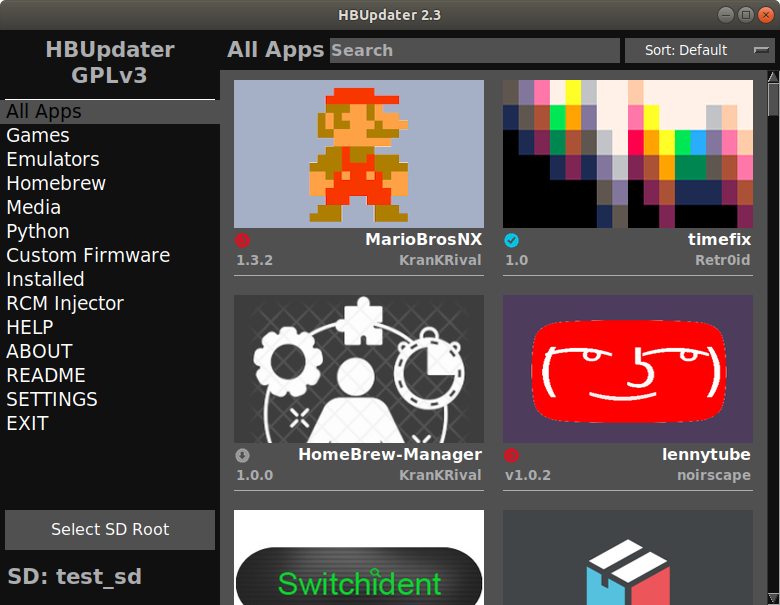 HBUpdater 2.3
HBUpdater
GPLv3
All Apps
Search
Sort: Default
All Apps
Games
Emulators
Homebrew
Media
Python
Custom Firmware
Installed
RCM Injector
HELP
ABOUT
README
SETTINGS
EXIT
Select SD Root
SD: test_sd
MarioBrosNX
1.3.2
KranKRival
timefix
1.0
Retr0id
HomeBrew-Manager
1.0.0
KranKRival
( ͡° ͜ʖ ͡°)
lennytube
v1.0.2
noirscape
Switchident